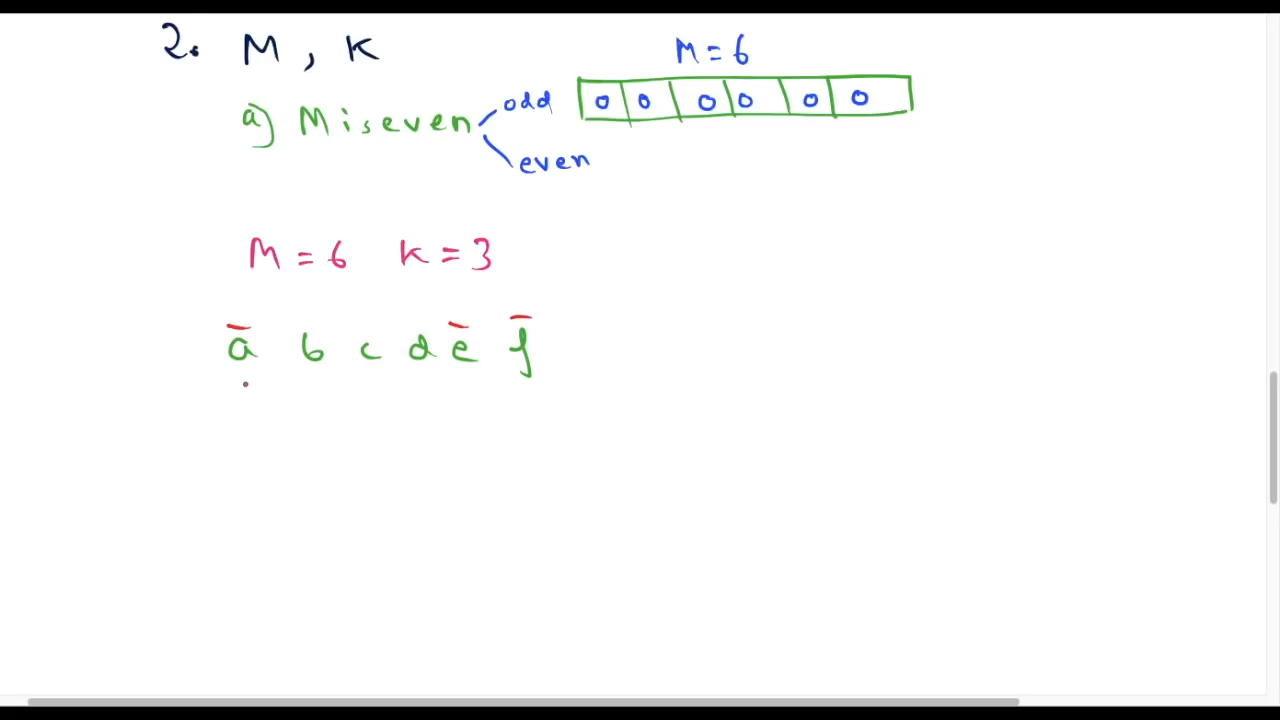 2. M, K
M = 6
a) M is even
odd
0 0 0 0 0 0
even
M = 6 K = 3
a b c d e f